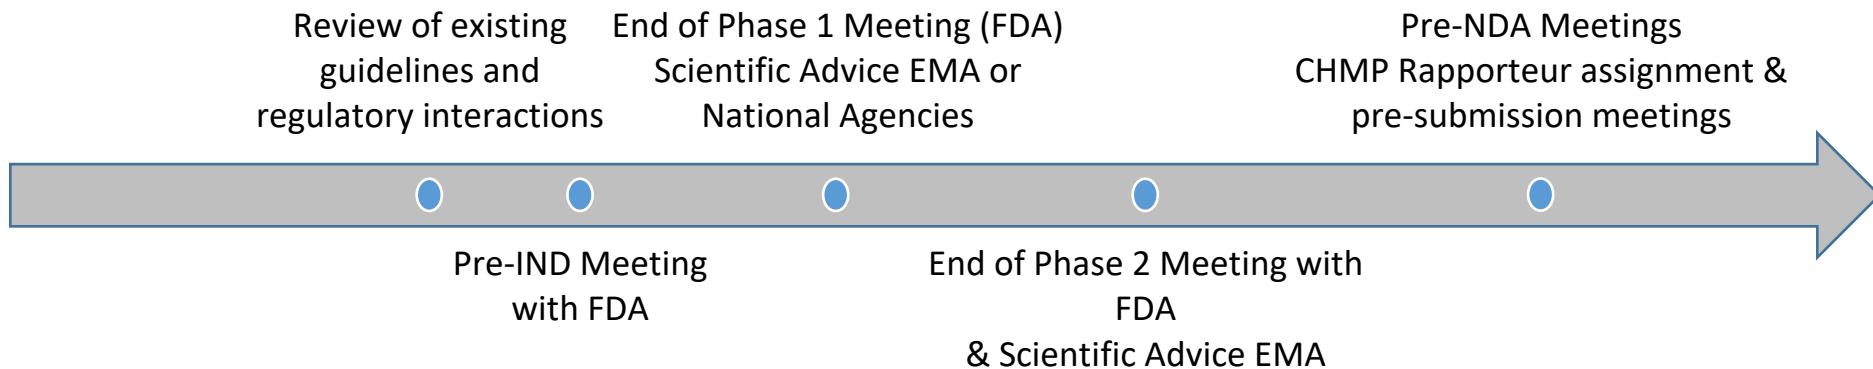 Review of existing
guidelines and
regulatory interactions
End of Phase 1 Meeting (FDA)
Scientific Advice EMA or
National Agencies
Pre-NDA Meetings
CHMP Rapporteur assignment &
pre-submission meetings
Pre-IND Meeting
with FDA
End of Phase 2 Meeting with
FDA
& Scientific Advice EMA